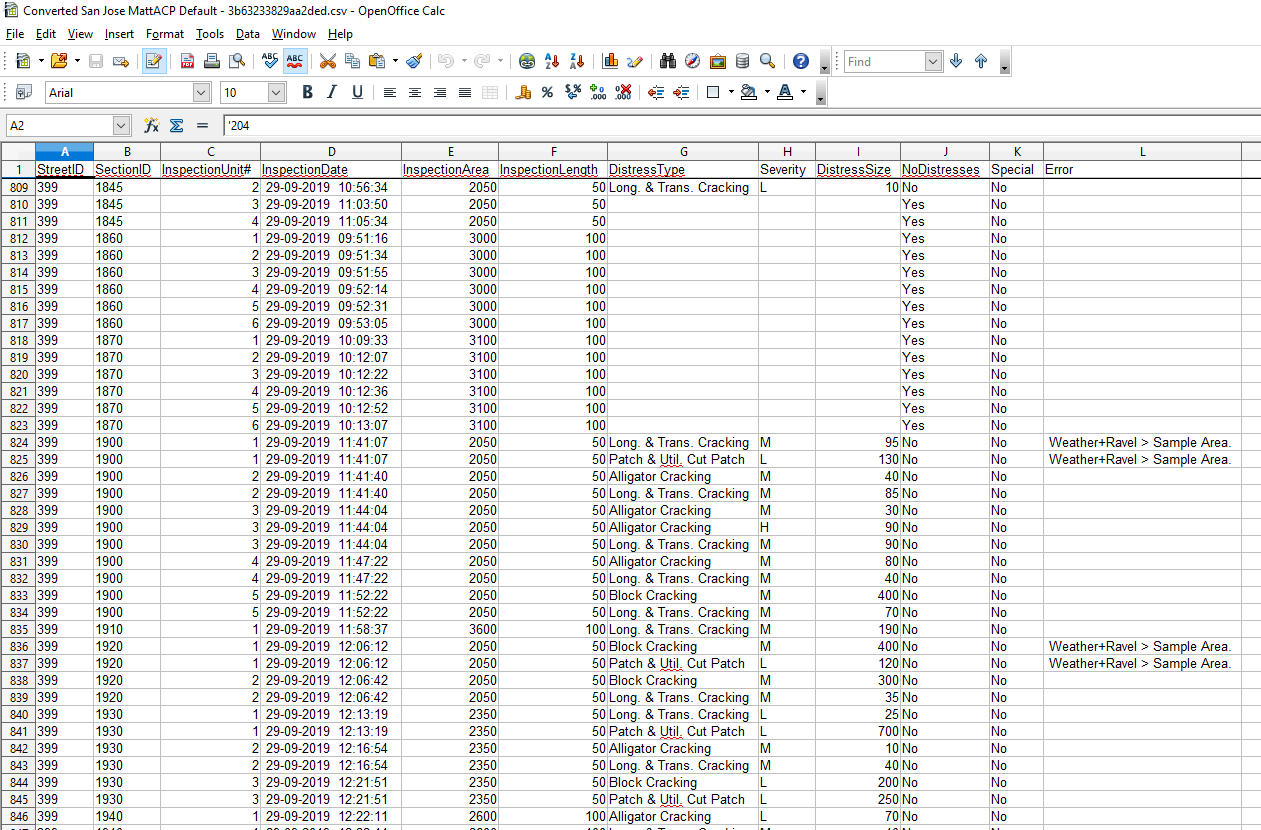 Converted San Jose MattACP Default - 3b63233829aa2ded.csv - OpenOffice Calc
File Edit View Insert Format Tools Data Window Help
Find
Arial 10 B I U
A2 '204
A B C D E F G H I J K L
1 StreetID SectionID InspectionUnit# InspectionDate InspectionArea InspectionLength DistressType Severity DistressSize NoDistresses Special Error
809 399 1845 2 29-09-2019 10:56:34 2050 50 Long. & Trans. Cracking L 10 No No
810 399 1845 3 29-09-2019 11:03:50 2050 50 Yes No
811 399 1845 4 29-09-2019 11:05:34 2050 50 Yes No
812 399 1860 1 29-09-2019 09:51:16 3000 100 Yes No
813 399 1860 2 29-09-2019 09:51:34 3000 100 Yes No
814 399 1860 3 29-09-2019 09:51:55 3000 100 Yes No
815 399 1860 4 29-09-2019 09:52:14 3000 100 Yes No
816 399 1860 5 29-09-2019 09:52:31 3000 100 Yes No
817 399 1860 6 29-09-2019 09:53:05 3000 100 Yes No
818 399 1870 1 29-09-2019 10:09:33 3100 100 Yes No
819 399 1870 2 29-09-2019 10:12:07 3100 100 Yes No
820 399 1870 3 29-09-2019 10:12:22 3100 100 Yes No
821 399 1870 4 29-09-2019 10:12:36 3100 100 Yes No
822 399 1870 5 29-09-2019 10:12:52 3100 100 Yes No
823 399 1870 6 29-09-2019 10:13:07 3100 100 Yes No
824 399 1900 1 29-09-2019 11:41:07 2050 50 Long. & Trans. Cracking M 95 No No Weather+Ravel > Sample Area.
825 399 1900 1 29-09-2019 11:41:07 2050 50 Patch & Util. Cut Patch L 130 No No Weather+Ravel > Sample Area.
826 399 1900 2 29-09-2019 11:41:40 2050 50 Alligator Cracking M 40 No No
827 399 1900 2 29-09-2019 11:41:40 2050 50 Long. & Trans. Cracking M 85 No No
828 399 1900 3 29-09-2019 11:44:04 2050 50 Alligator Cracking M 30 No No
829 399 1900 3 29-09-2019 11:44:04 2050 50 Alligator Cracking H 90 No No
830 399 1900 3 29-09-2019 11:44:04 2050 50 Long. & Trans. Cracking M 90 No No
831 399 1900 4 29-09-2019 11:47:22 2050 50 Alligator Cracking M 80 No No
832 399 1900 4 29-09-2019 11:47:22 2050 50 Long. & Trans. Cracking M 40 No No
833 399 1900 5 29-09-2019 11:52:22 2050 50 Block Cracking M 400 No No
834 399 1900 5 29-09-2019 11:52:22 2050 50 Long. & Trans. Cracking M 70 No No
835 399 1910 1 29-09-2019 11:58:37 3600 100 Long. & Trans. Cracking M 190 No No
836 399 1920 1 29-09-2019 12:06:12 2050 50 Block Cracking M 400 No No Weather+Ravel > Sample Area.
837 399 1920 1 29-09-2019 12:06:12 2050 50 Patch & Util. Cut Patch L 120 No No Weather+Ravel > Sample Area.
838 399 1920 2 29-09-2019 12:06:42 2050 50 Block Cracking M 300 No No
839 399 1920 2 29-09-2019 12:06:42 2050 50 Long. & Trans. Cracking M 35 No No
840 399 1930 1 29-09-2019 12:13:19 2350 50 Long. & Trans. Cracking L 25 No No
841 399 1930 1 29-09-2019 12:13:19 2350 50 Patch & Util. Cut Patch L 700 No No
842 399 1930 2 29-09-2019 12:16:54 2350 50 Alligator Cracking M 10 No No
843 399 1930 2 29-09-2019 12:16:54 2350 50 Long. & Trans. Cracking M 40 No No
844 399 1930 3 29-09-2019 12:21:51 2350 50 Block Cracking L 200 No No
845 399 1930 3 29-09-2019 12:21:51 2350 50 Patch & Util. Cut Patch L 250 No No
846 399 1940 1 29-09-2019 12:22:11 2600 100 Alligator Cracking L 70 No No